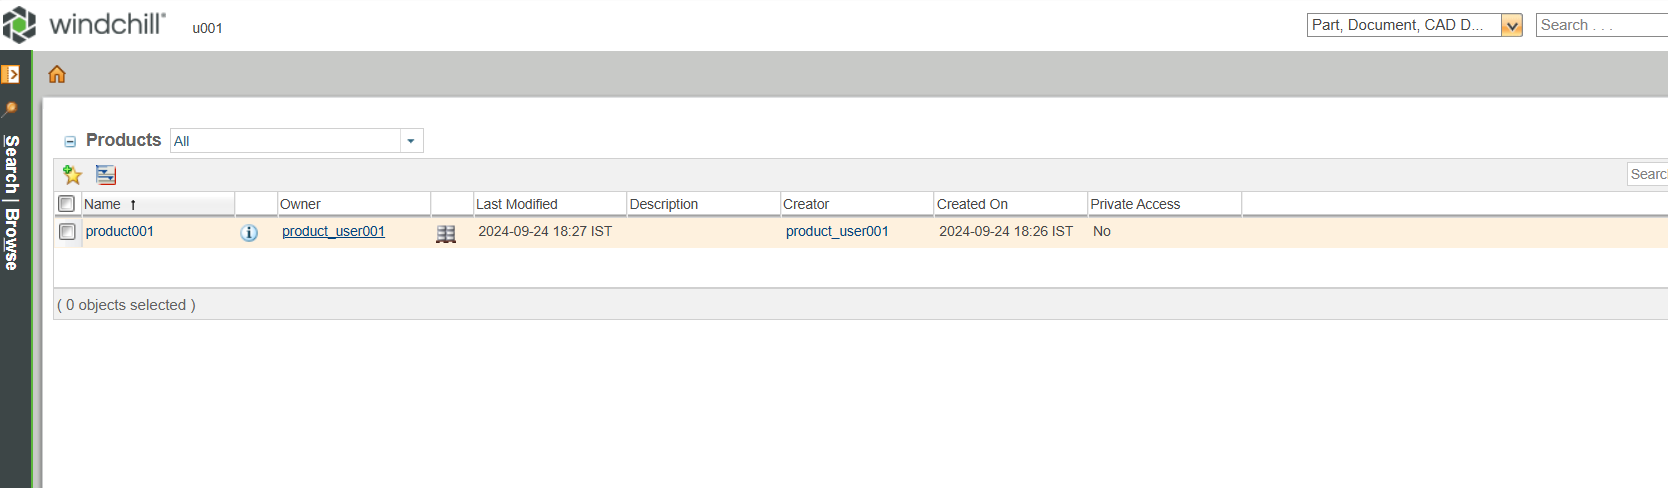 windchill® u001 Part, Document, CAD D... Search . . .
Search | Browse
Products All
Searc
Name ↑ Owner Last Modified Description Creator Created On Private Access
product001 product_user001 2024-09-24 18:27 IST product_user001 2024-09-24 18:26 IST No
( 0 objects selected )